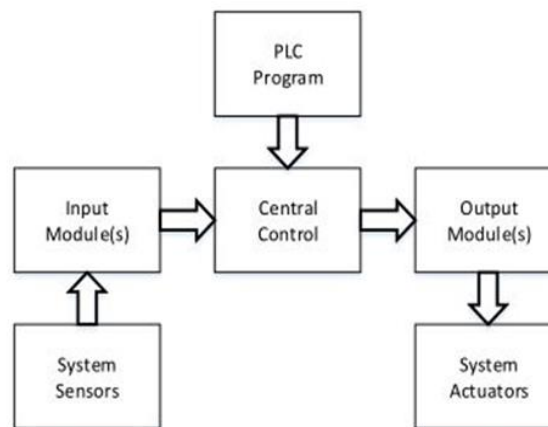 PLC
Program
Input
Module(s)
Central
Control
Output
Module(s)
System
Sensors
System
Actuators